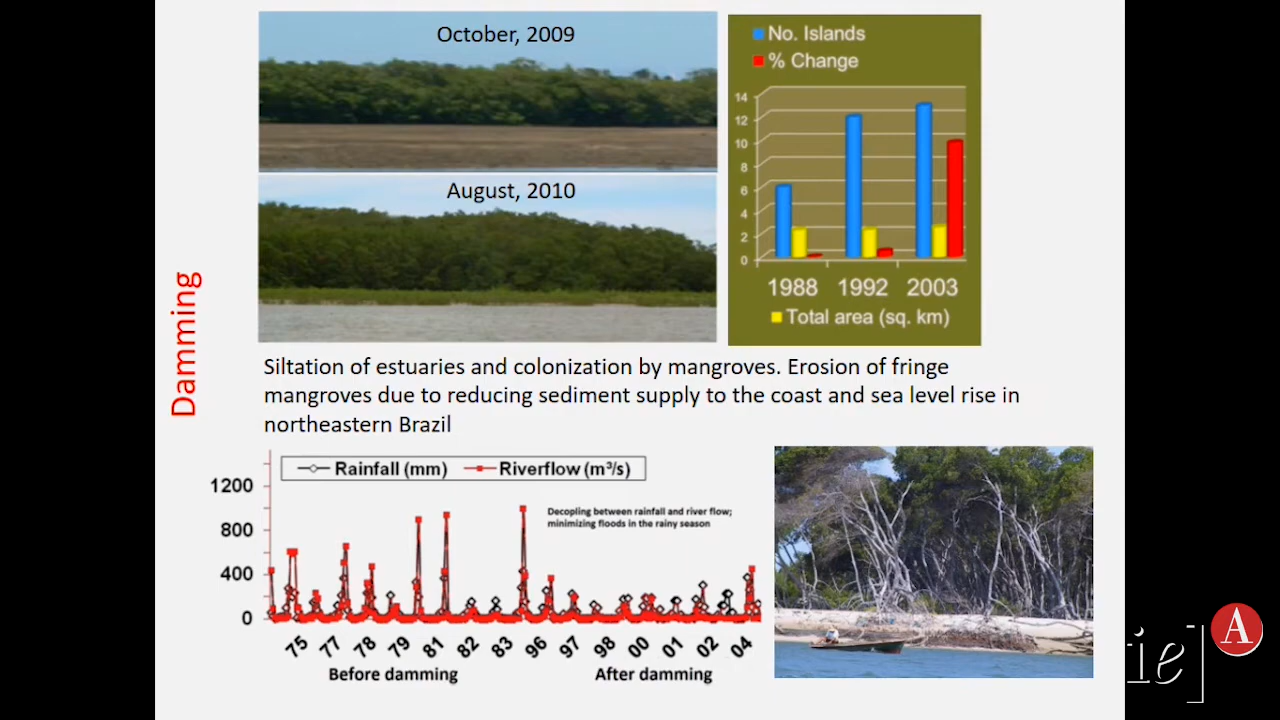 October, 2009
August, 2010
Damming
No. Islands
% Change
14
12
10
8
6
4
2
0
1988 1992 2003
Total area (sq. km)
Siltation of estuaries and colonization by mangroves. Erosion of fringe
mangroves due to reducing sediment supply to the coast and sea level rise in
northeastern Brazil
Rainfall (mm) Riverflow (m³/s)
1200
800
400
0
Decopling between rainfall and river flow;
minimizing floods in the rainy season
75 77 78 79 81 82 83 96 97 98 00 01 02 04
Before damming After damming
ie]
A